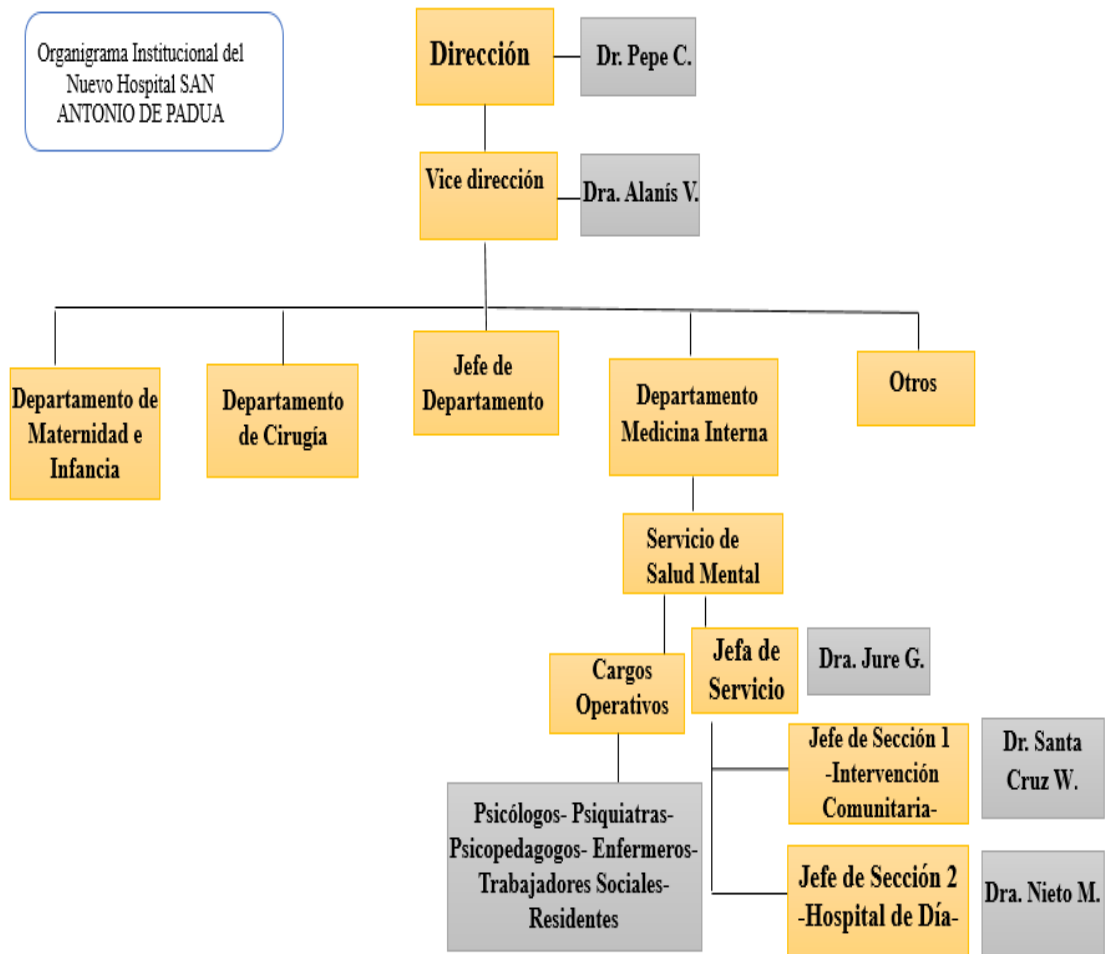 Organigrama Institucional del
Nuevo Hospital SAN
ANTONIO DE PADUA
Dirección
Dr. Pepe C.
Vice dirección
Dra. Alanís V.
Departamento de
Maternidad e
Infancia
Departamento
de Cirugía
Jefe de
Departamento
Departamento
Medicina Interna
Otros
Servicio de
Salud Mental
Cargos
Operativos
Jefa de
Servicio
Dra. Jure G.
Psicólogos- Psiquiatras-
Psicopedagogos- Enfermeros-
Trabajadores Sociales-
Residentes
Jefe de Sección 1
-Intervención
Comunitaria-
Dr. Santa
Cruz W.
Jefe de Sección 2
-Hospital de Día-
Dra. Nieto M.